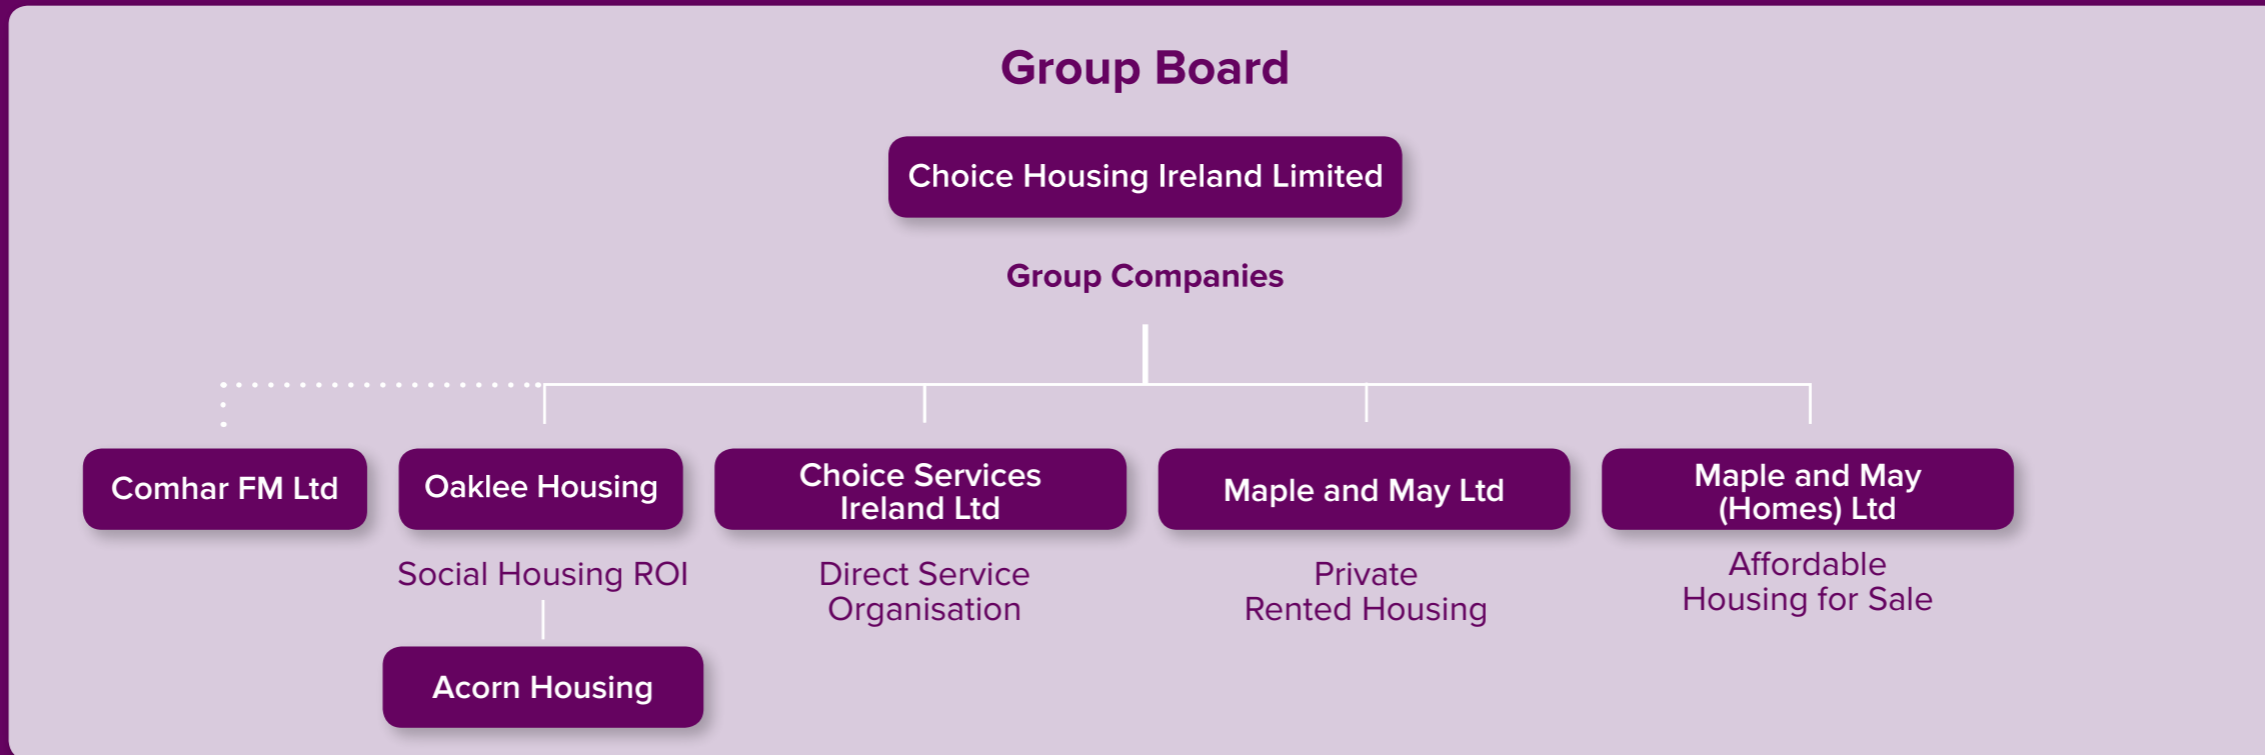 Group Board
Choice Housing Ireland Limited
Group Companies
Comhar FM Ltd
Oaklee Housing
Social Housing ROI
Acorn Housing
Choice Services
Ireland Ltd
Direct Service
Organisation
Maple and May Ltd
Private
Rented Housing
Maple and May
(Homes) Ltd
Affordable
Housing for Sale